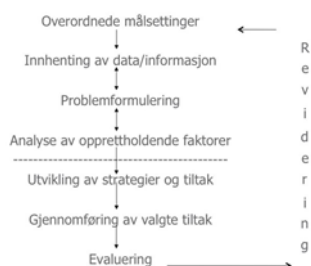 Overordnede målsettinger
Innhenting av data/informasjon
Problemformulering
Analyse av opprettholdende faktorer
Utvikling av strategier og tiltak
Gjennomføring av valgte tiltak
Evaluering
Revidering